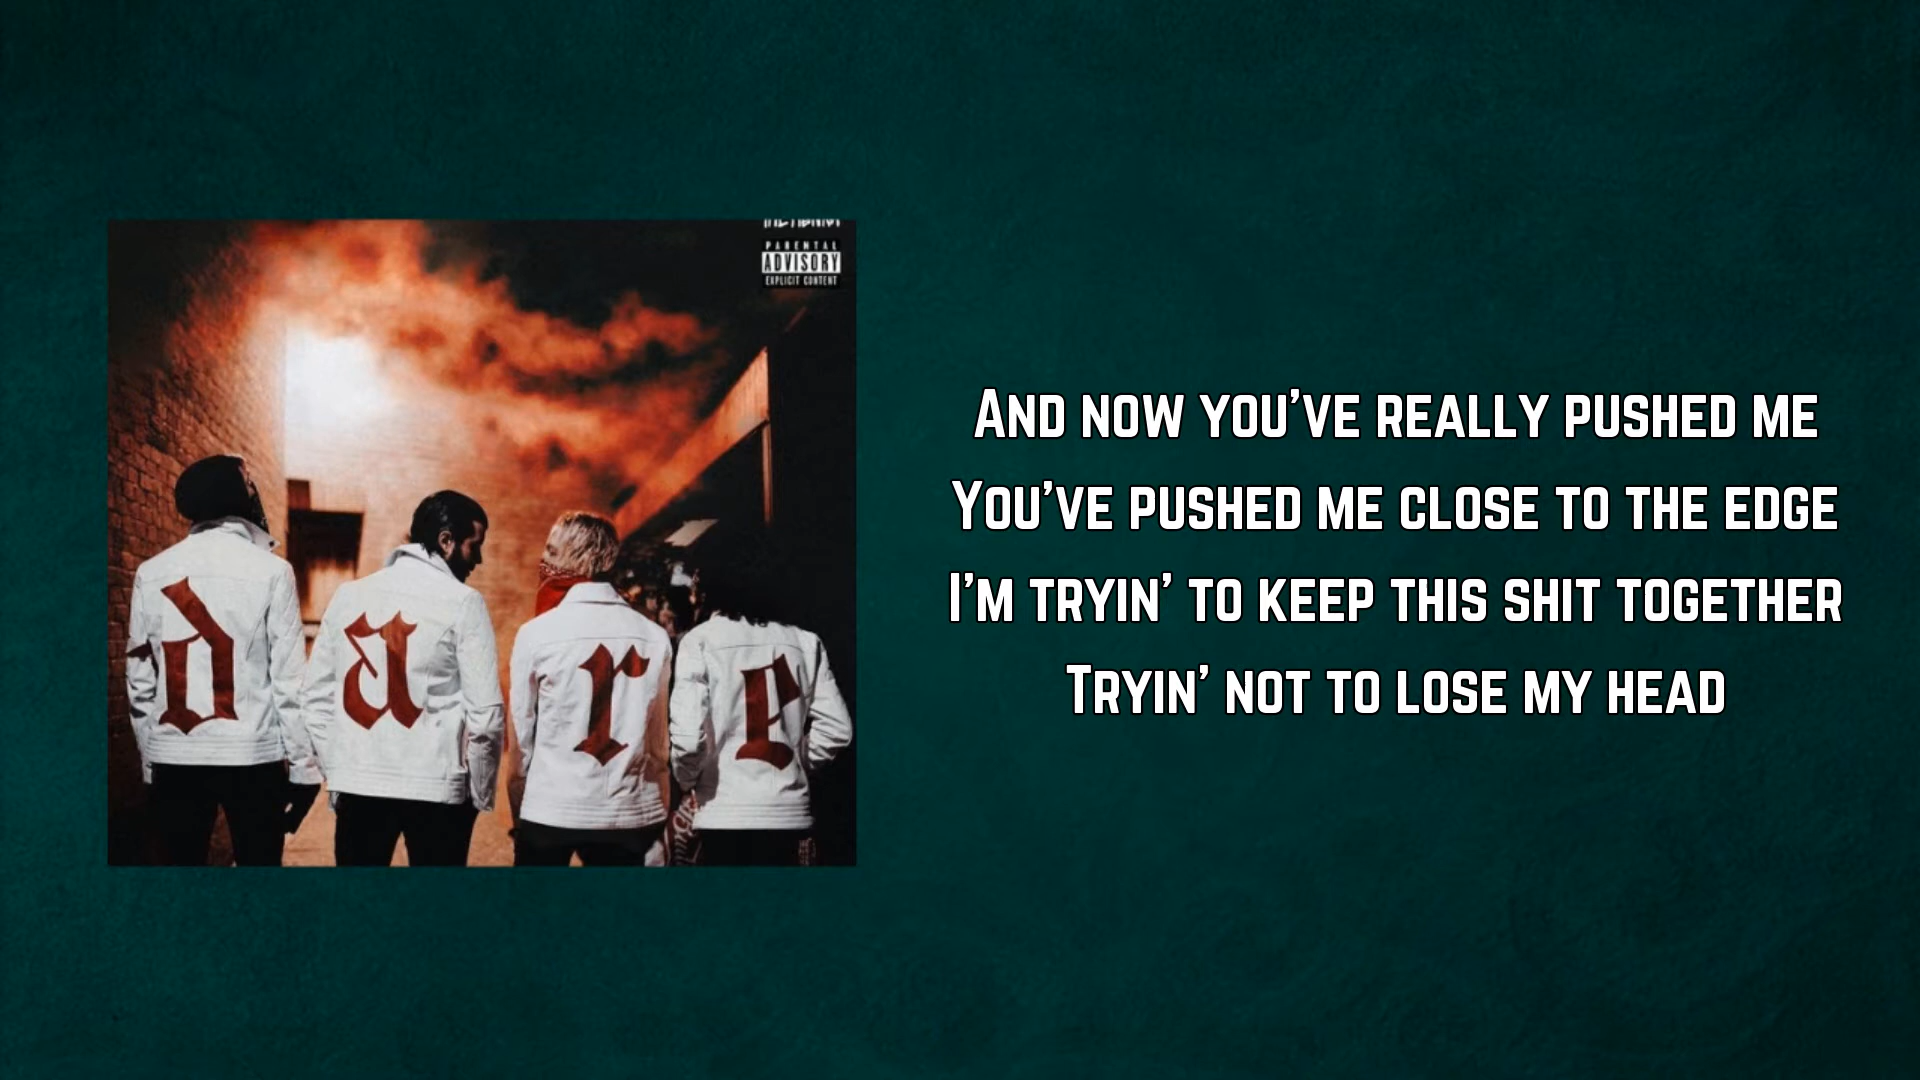 PARENTAL
ADVISORY
EXPLICIT CONTENT
d a r e
And now you've really pushed me
You've pushed me close to the edge
I'm tryin' to keep this shit together
Tryin' not to lose my head